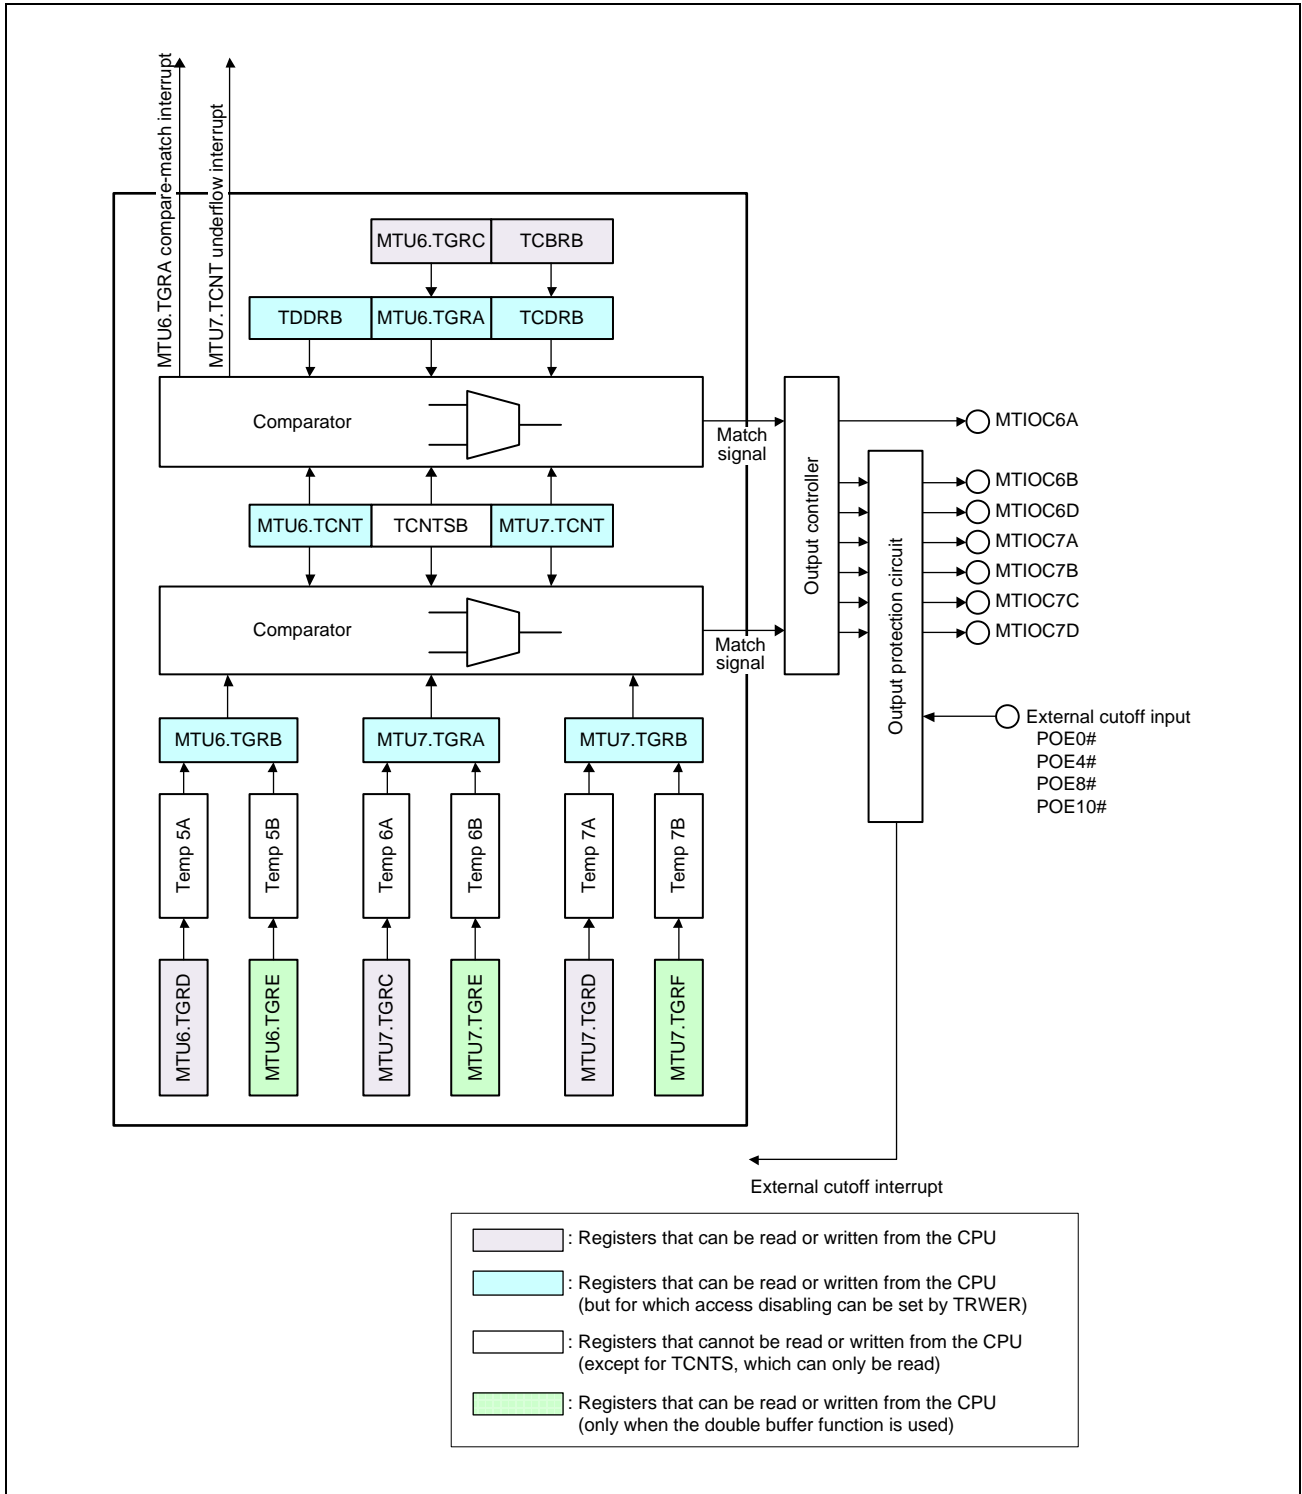 MTU6.TGRA compare-match interrupt
MTU7.TCNT underflow interrupt
MTU6.TGRC
TCBRB
TDDRB
MTU6.TGRA
TCDRB
Comparator
Match
signal
MTU6.TCNT
TCNTSB
MTU7.TCNT
Comparator
Match
signal
Output controller
Output protection circuit
MTIOC6A
MTIOC6B
MTIOC6D
MTIOC7A
MTIOC7B
MTIOC7C
MTIOC7D
External cutoff input
POE0#
POE4#
POE8#
POE10#
MTU6.TGRB
MTU7.TGRA
MTU7.TGRB
Temp 5A
Temp 5B
Temp 6A
Temp 6B
Temp 7A
Temp 7B
MTU6.TGRD
MTU6.TGRE
MTU7.TGRC
MTU7.TGRE
MTU7.TGRD
MTU7.TGRF
External cutoff interrupt
: Registers that can be read or written from the CPU
: Registers that can be read or written from the CPU
(but for which access disabling can be set by TRWER)
: Registers that cannot be read or written from the CPU
(except for TCNTS, which can only be read)
: Registers that can be read or written from the CPU
(only when the double buffer function is used)